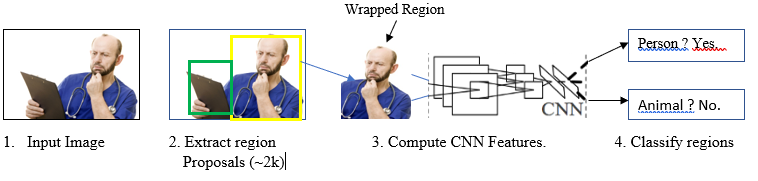 Wrapped Region
Person ? Yes.
Animal ? No.
CNN
1. Input Image
2. Extract region
Proposals (~2k)
3. Compute CNN Features.
4. Classify regions